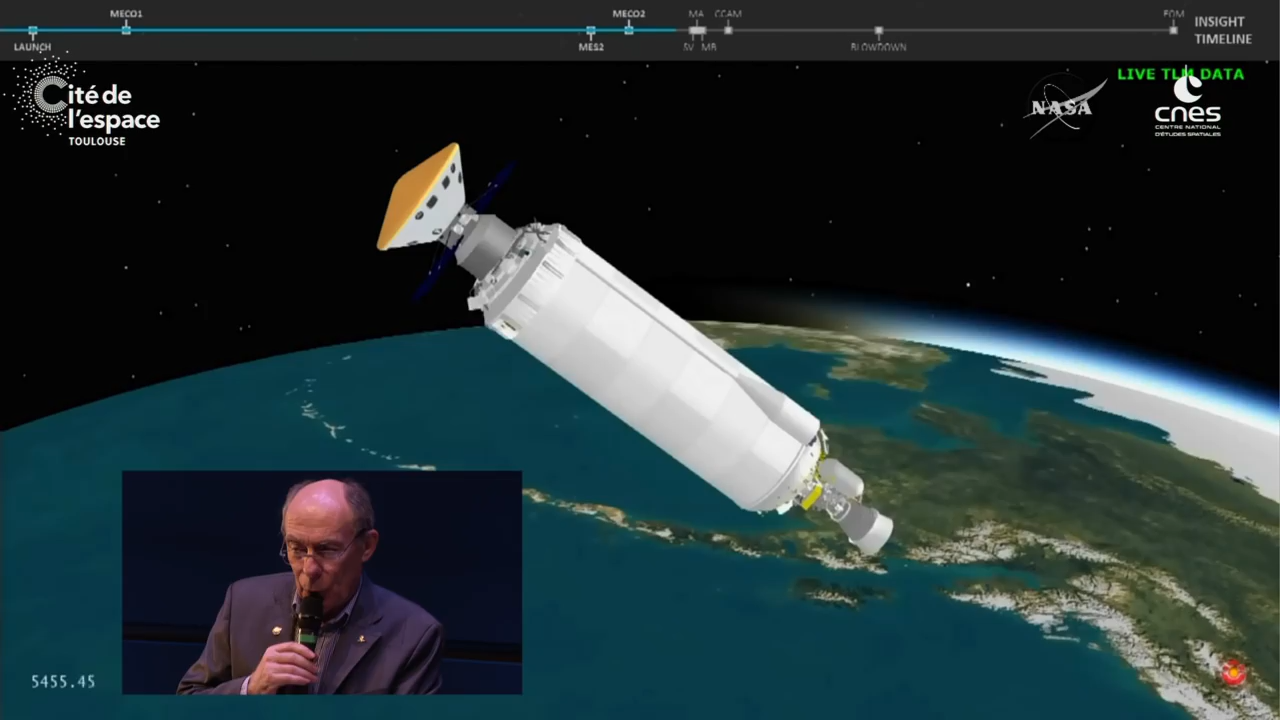 MECO1
MECO2
MA
CCAM
EOM
LAUNCH
MES2
SV
MB
BLOWDOWN
INSIGHT
TIMELINE
Cité de
l'espace
TOULOUSE
LIVE TLM DATA
NASA
cnes
CENTRE NATIONAL
D'ÉTUDES SPATIALES
5455.45